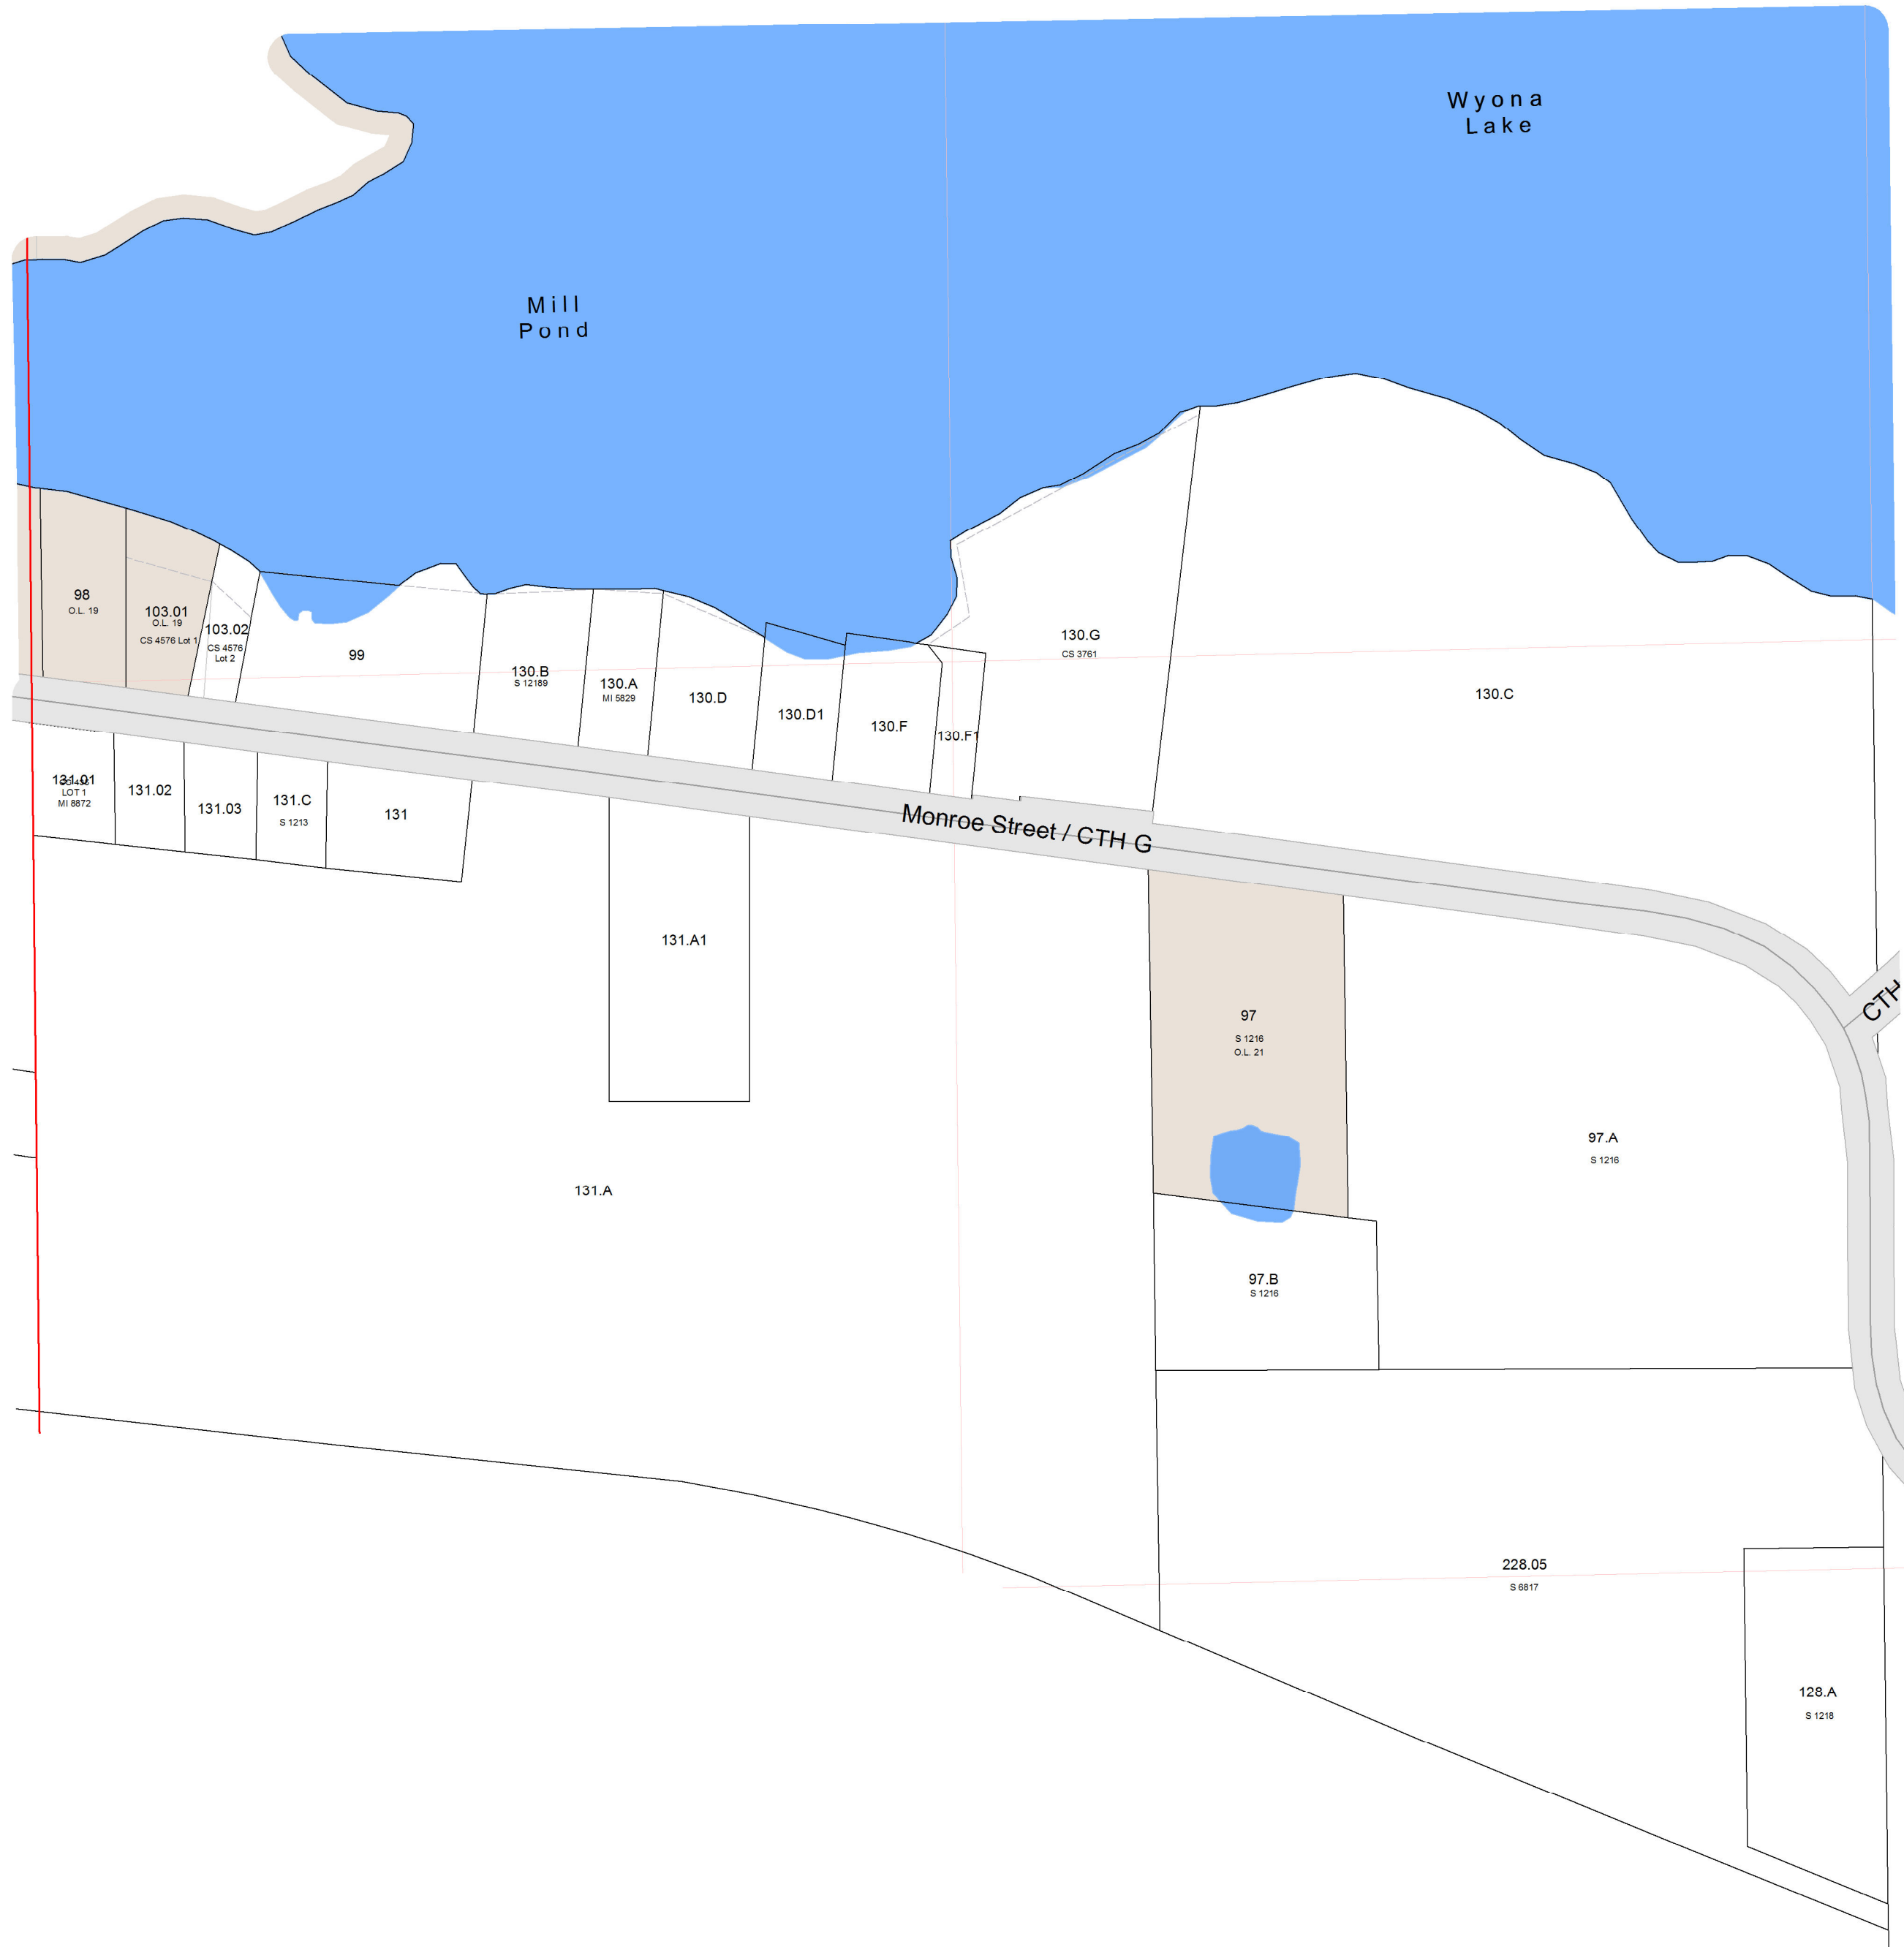 Wyona
Lake
Mill
Pond
98
O.L. 19
103.01
O.L. 19
CS 4576 Lot 1
103.02
CS 4576
Lot 2
99
130.B
S 12189
130.A
MI 5829
130.D
130.D1
130.F
130.F1
130.G
CS 3761
130.C
131.01
LOT 1
MI 8872
131.02
131.03
131.C
S 1213
131
Monroe Street / CTH G
131.A1
97
S 1216
O.L. 21
CTH
97.A
S 1216
131.A
97.B
S 1216
228.05
S 6817
128.A
S 1218